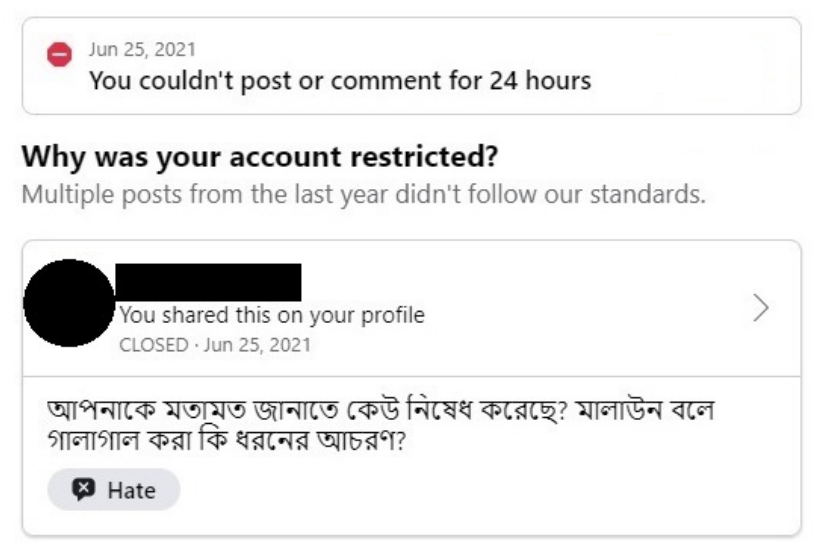 Jun 25, 2021
You couldn't post or comment for 24 hours
Why was your account restricted?
Multiple posts from the last year didn't follow our standards.
You shared this on your profile
CLOSED · Jun 25, 2021
আপনাকে মতামত জানাতে কেউ নিষেধ করেছে? মালাউন বলে
গালাগাল করা কি ধরনের আচরণ?
Hate